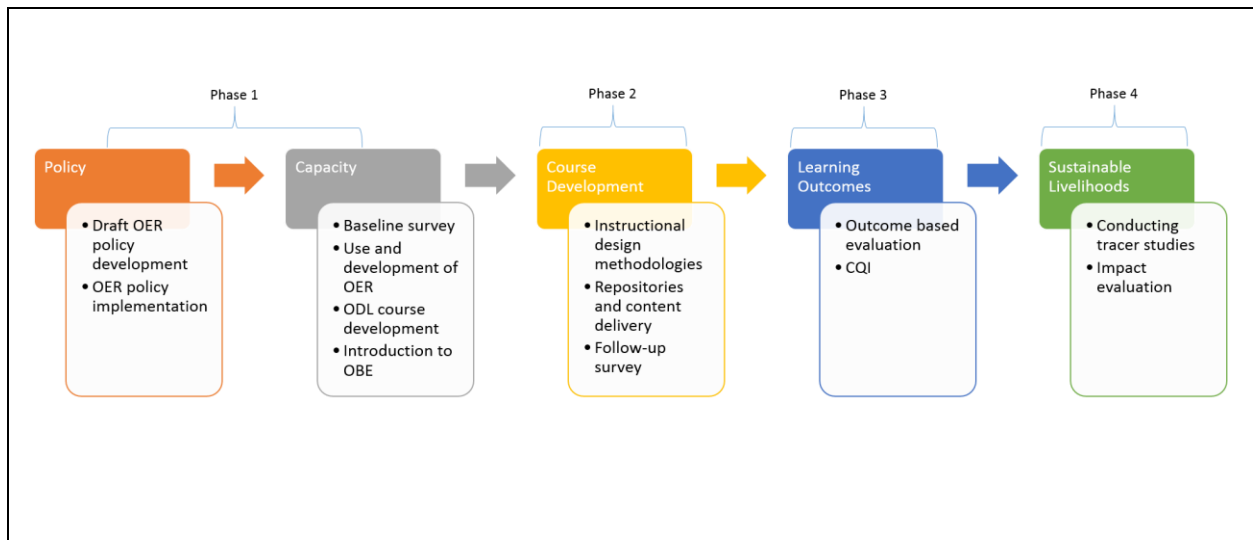 Phase 1
Phase 2
Phase 3
Phase 4
Policy
• Draft OER
policy
development
• OER policy
implementation
Capacity
• Baseline survey
• Use and
development of
OER
• ODL course
development
• Introduction to
OBE
Course
Development
• Instructional
design
methodologies
• Repositories
and content
delivery
• Follow-up
survey
Learning
Outcomes
• Outcome based
evaluation
• CQI
Sustainable
Livelihoods
• Conducting
tracer studies
• Impact
evaluation